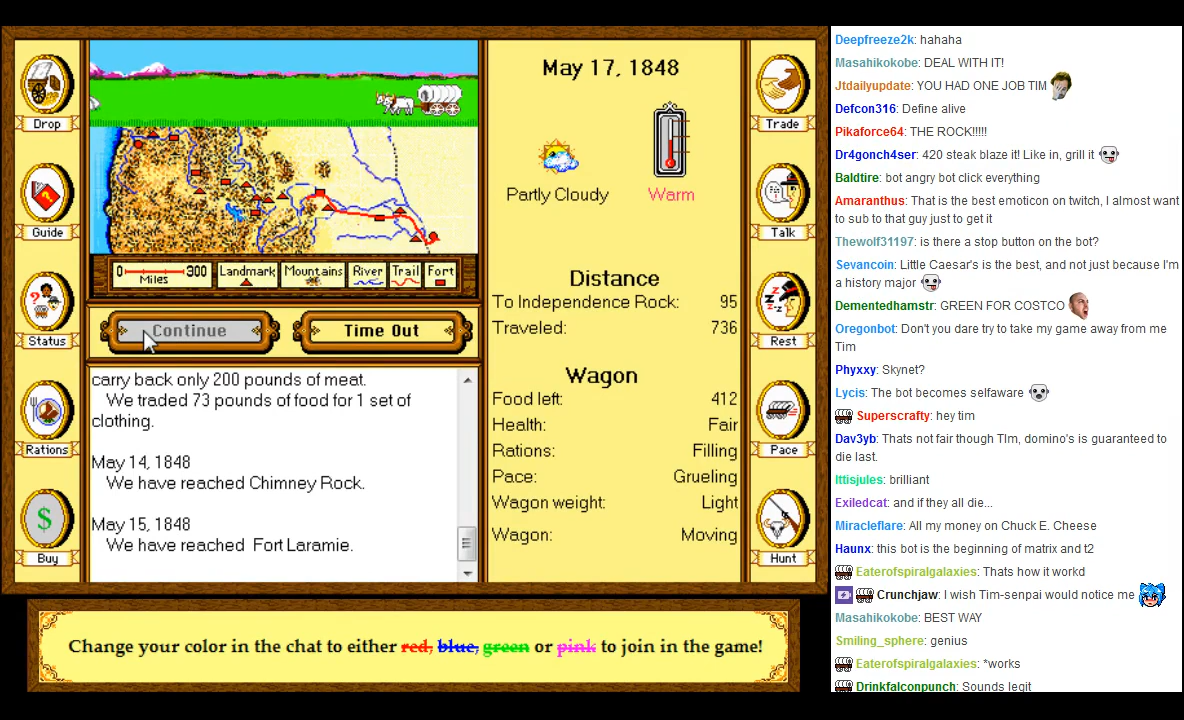 Drop
Guide
Status
Rations
Buy
0 300
Miles
Landmark
Mountains
River
Trail
Fort
Continue
Time Out
carry back only 200 pounds of meat.
We traded 73 pounds of food for 1 set of
clothing.
May 14, 1848
We have reached Chimney Rock.
May 15, 1848
We have reached Fort Laramie.
May 17, 1848
Partly Cloudy
Warm
Distance
To Independence Rock: 95
Traveled: 736
Wagon
Food left: 412
Health: Fair
Rations: Filling
Pace: Grueling
Wagon weight: Light
Wagon: Moving
Trade
Talk
Rest
Pace
Hunt
Change your color in the chat to either red, blue, green or pink to join in the game!
Deepfreeze2k: hahaha
Masahikokobe: DEAL WITH IT!
Jtdailyupdate: YOU HAD ONE JOB TIM
Defcon316: Define alive
Pikaforce64: THE ROCK!!!!!
Dr4gonch4ser: 420 steak blaze it! Like in, grill it
Baldtire: bot angry bot click everything
Amaranthus: That is the best emoticon on twitch, I almost want
to sub to that guy just to get it
Thewolf31197: is there a stop button on the bot?
Sevancoin: Little Caesar's is the best, and not just because I'm
a history major
Dementedhamstr: GREEN FOR COSTCO
Oregonbot: Don't you dare try to take my game away from me
Tim
Phyxxy: Skynet?
Lycis: The bot becomes selfaware
Superscrafty: hey tim
Dav3yb: Thats not fair though TIm, domino's is guaranteed to
die last.
Ittisjules: brilliant
Exiledcat: and if they all die...
Miracleflare: All my money on Chuck E. Cheese
Haunx: this bot is the beginning of matrix and t2
Eaterofspiralgalaxies: Thats how it workd
Crunchjaw: I wish Tim-senpai would notice me
Masahikokobe: BEST WAY
Smiling_sphere: genius
Eaterofspiralgalaxies: *works
Drinkfalconpunch: Sounds legit